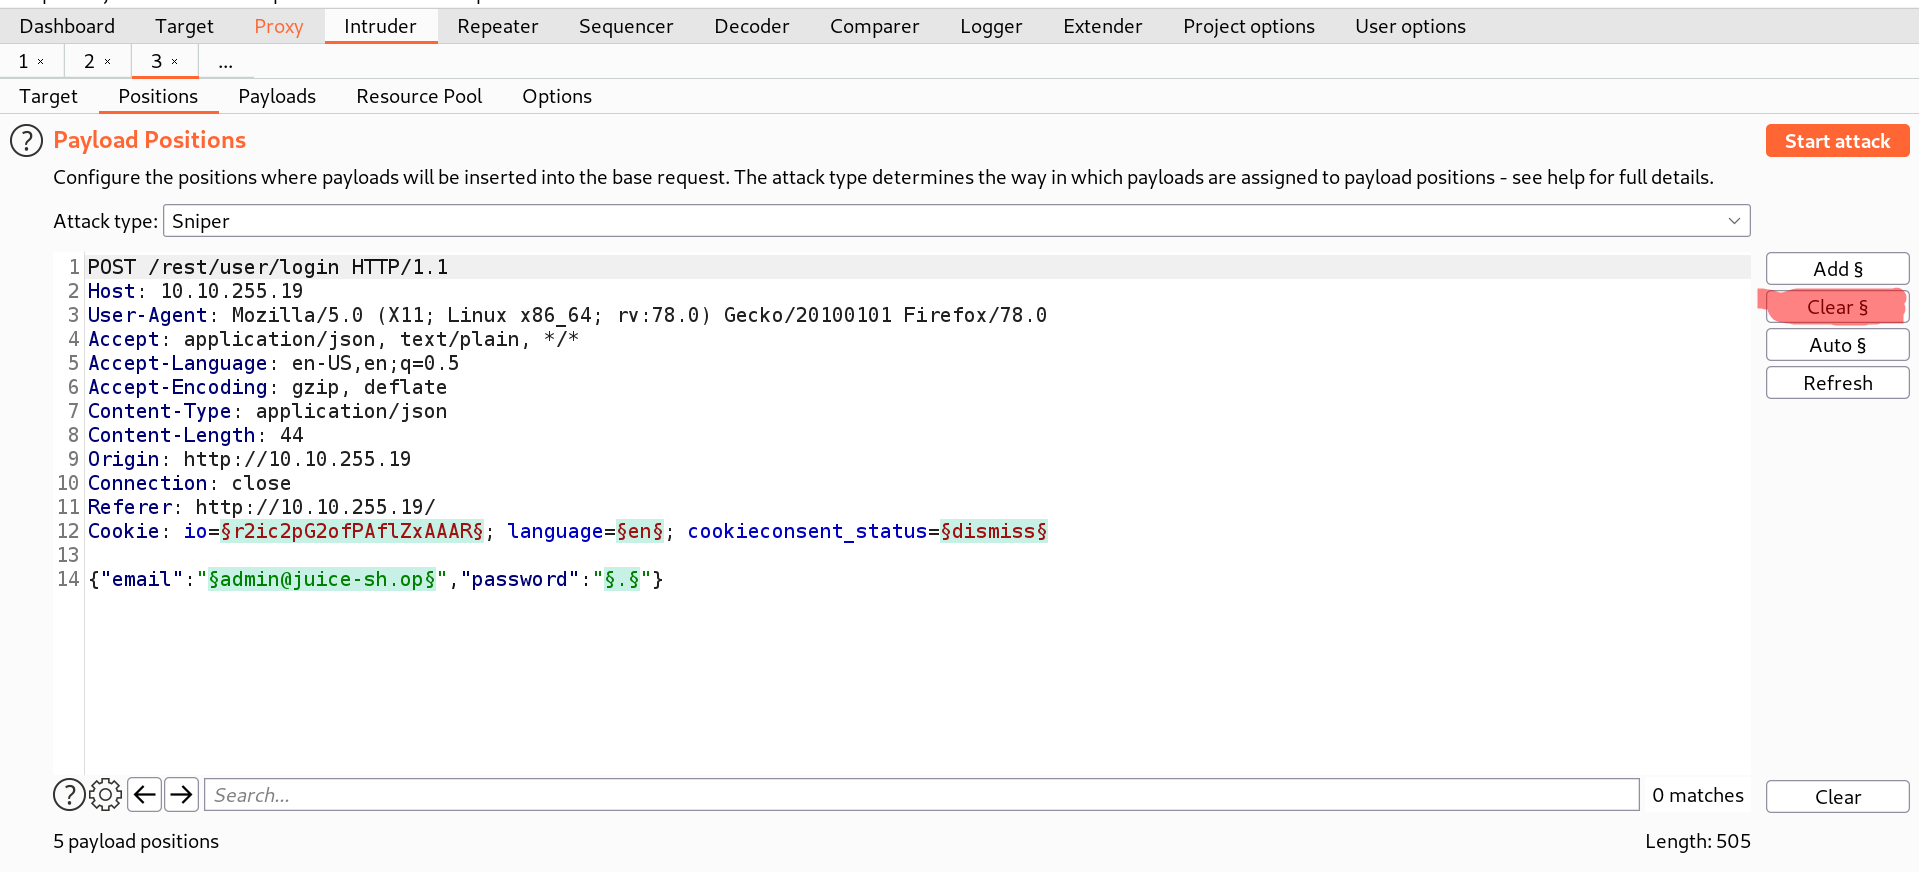 Dashboard Target Proxy Intruder Repeater Sequencer Decoder Comparer Logger Extender Project options User options
1 × 2 × 3 × ...
Target Positions Payloads Resource Pool Options
? Payload Positions Start attack
Configure the positions where payloads will be inserted into the base request. The attack type determines the way in which payloads are assigned to payload positions - see help for full details.
Attack type: Sniper
1 POST /rest/user/login HTTP/1.1
2 Host: 10.10.255.19
3 User-Agent: Mozilla/5.0 (X11; Linux x86_64; rv:78.0) Gecko/20100101 Firefox/78.0
4 Accept: application/json, text/plain, */*
5 Accept-Language: en-US,en;q=0.5
6 Accept-Encoding: gzip, deflate
7 Content-Type: application/json
8 Content-Length: 44
9 Origin: http://10.10.255.19
10 Connection: close
11 Referer: http://10.10.255.19/
12 Cookie: io=§r2ic2pG2ofPAflZxAAAR§; language=§en§; cookieconsent_status=§dismiss§
13
14 {"email":"§admin@juice-sh.op§","password":"§.§"}
Add §
Clear §
Auto §
Refresh
? Search... 0 matches Clear
5 payload positions Length: 505